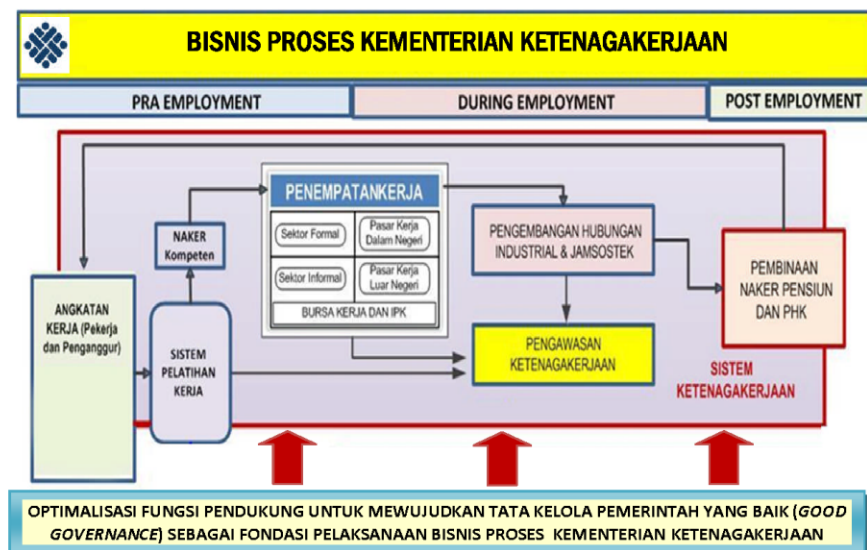 BISNIS PROSES KEMENTERIAN KETENAGAKERJAAN
PRA EMPLOYMENT
DURING EMPLOYMENT
POST EMPLOYMENT
ANGKATAN
KERJA (Pekerja
dan Penganggur)
NAKER
Kompeten
SISTEM
PELATIHAN
KERJA
PENEMPATANKERJA
Sektor Formal
Pasar Kerja
Dalam Negeri
Sektor Informal
Pasar Kerja
Luar Negeri
BURSA KERJA DAN IPK
PENGEMBANGAN HUBUNGAN
INDUSTRIAL & JAMSOSTEK
PENGAWASAN
KETENAGAKERJAAN
PEMBINAAN
NAKER PENSIUN
DAN PHK
SISTEM
KETENAGAKERJAAN
OPTIMALISASI FUNGSI PENDUKUNG UNTUK MEWUJUDKAN TATA KELOLA PEMERINTAH YANG BAIK (GOOD
GOVERNANCE) SEBAGAI FONDASI PELAKSANAAN BISNIS PROSES KEMENTERIAN KETENAGAKERJAAN